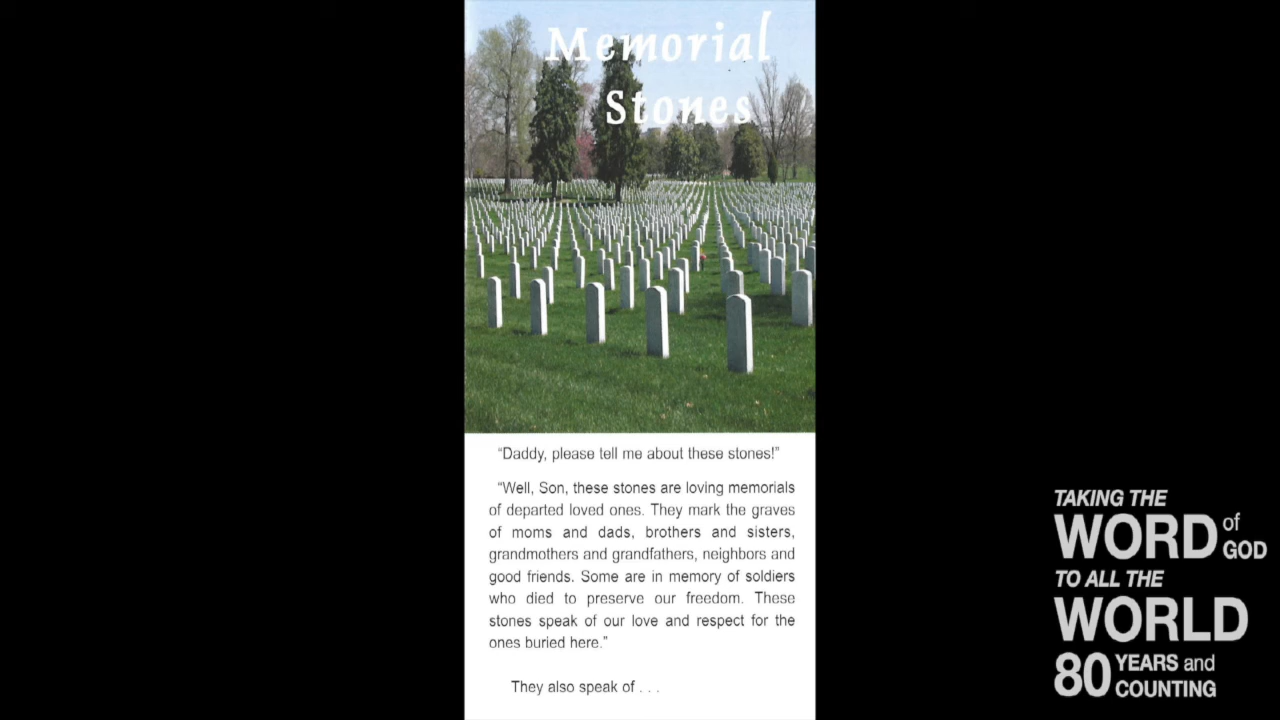 Memorial
Stones
“Daddy, please tell me about these stones!”
“Well, Son, these stones are loving memorials
of departed loved ones. They mark the graves
of moms and dads, brothers and sisters,
grandmothers and grandfathers, neighbors and
good friends. Some are in memory of soldiers
who died to preserve our freedom. These
stones speak of our love and respect for the
ones buried here.”
They also speak of . . .
TAKING THE
WORD of GOD
TO ALL THE
WORLD
80 YEARS and
COUNTING